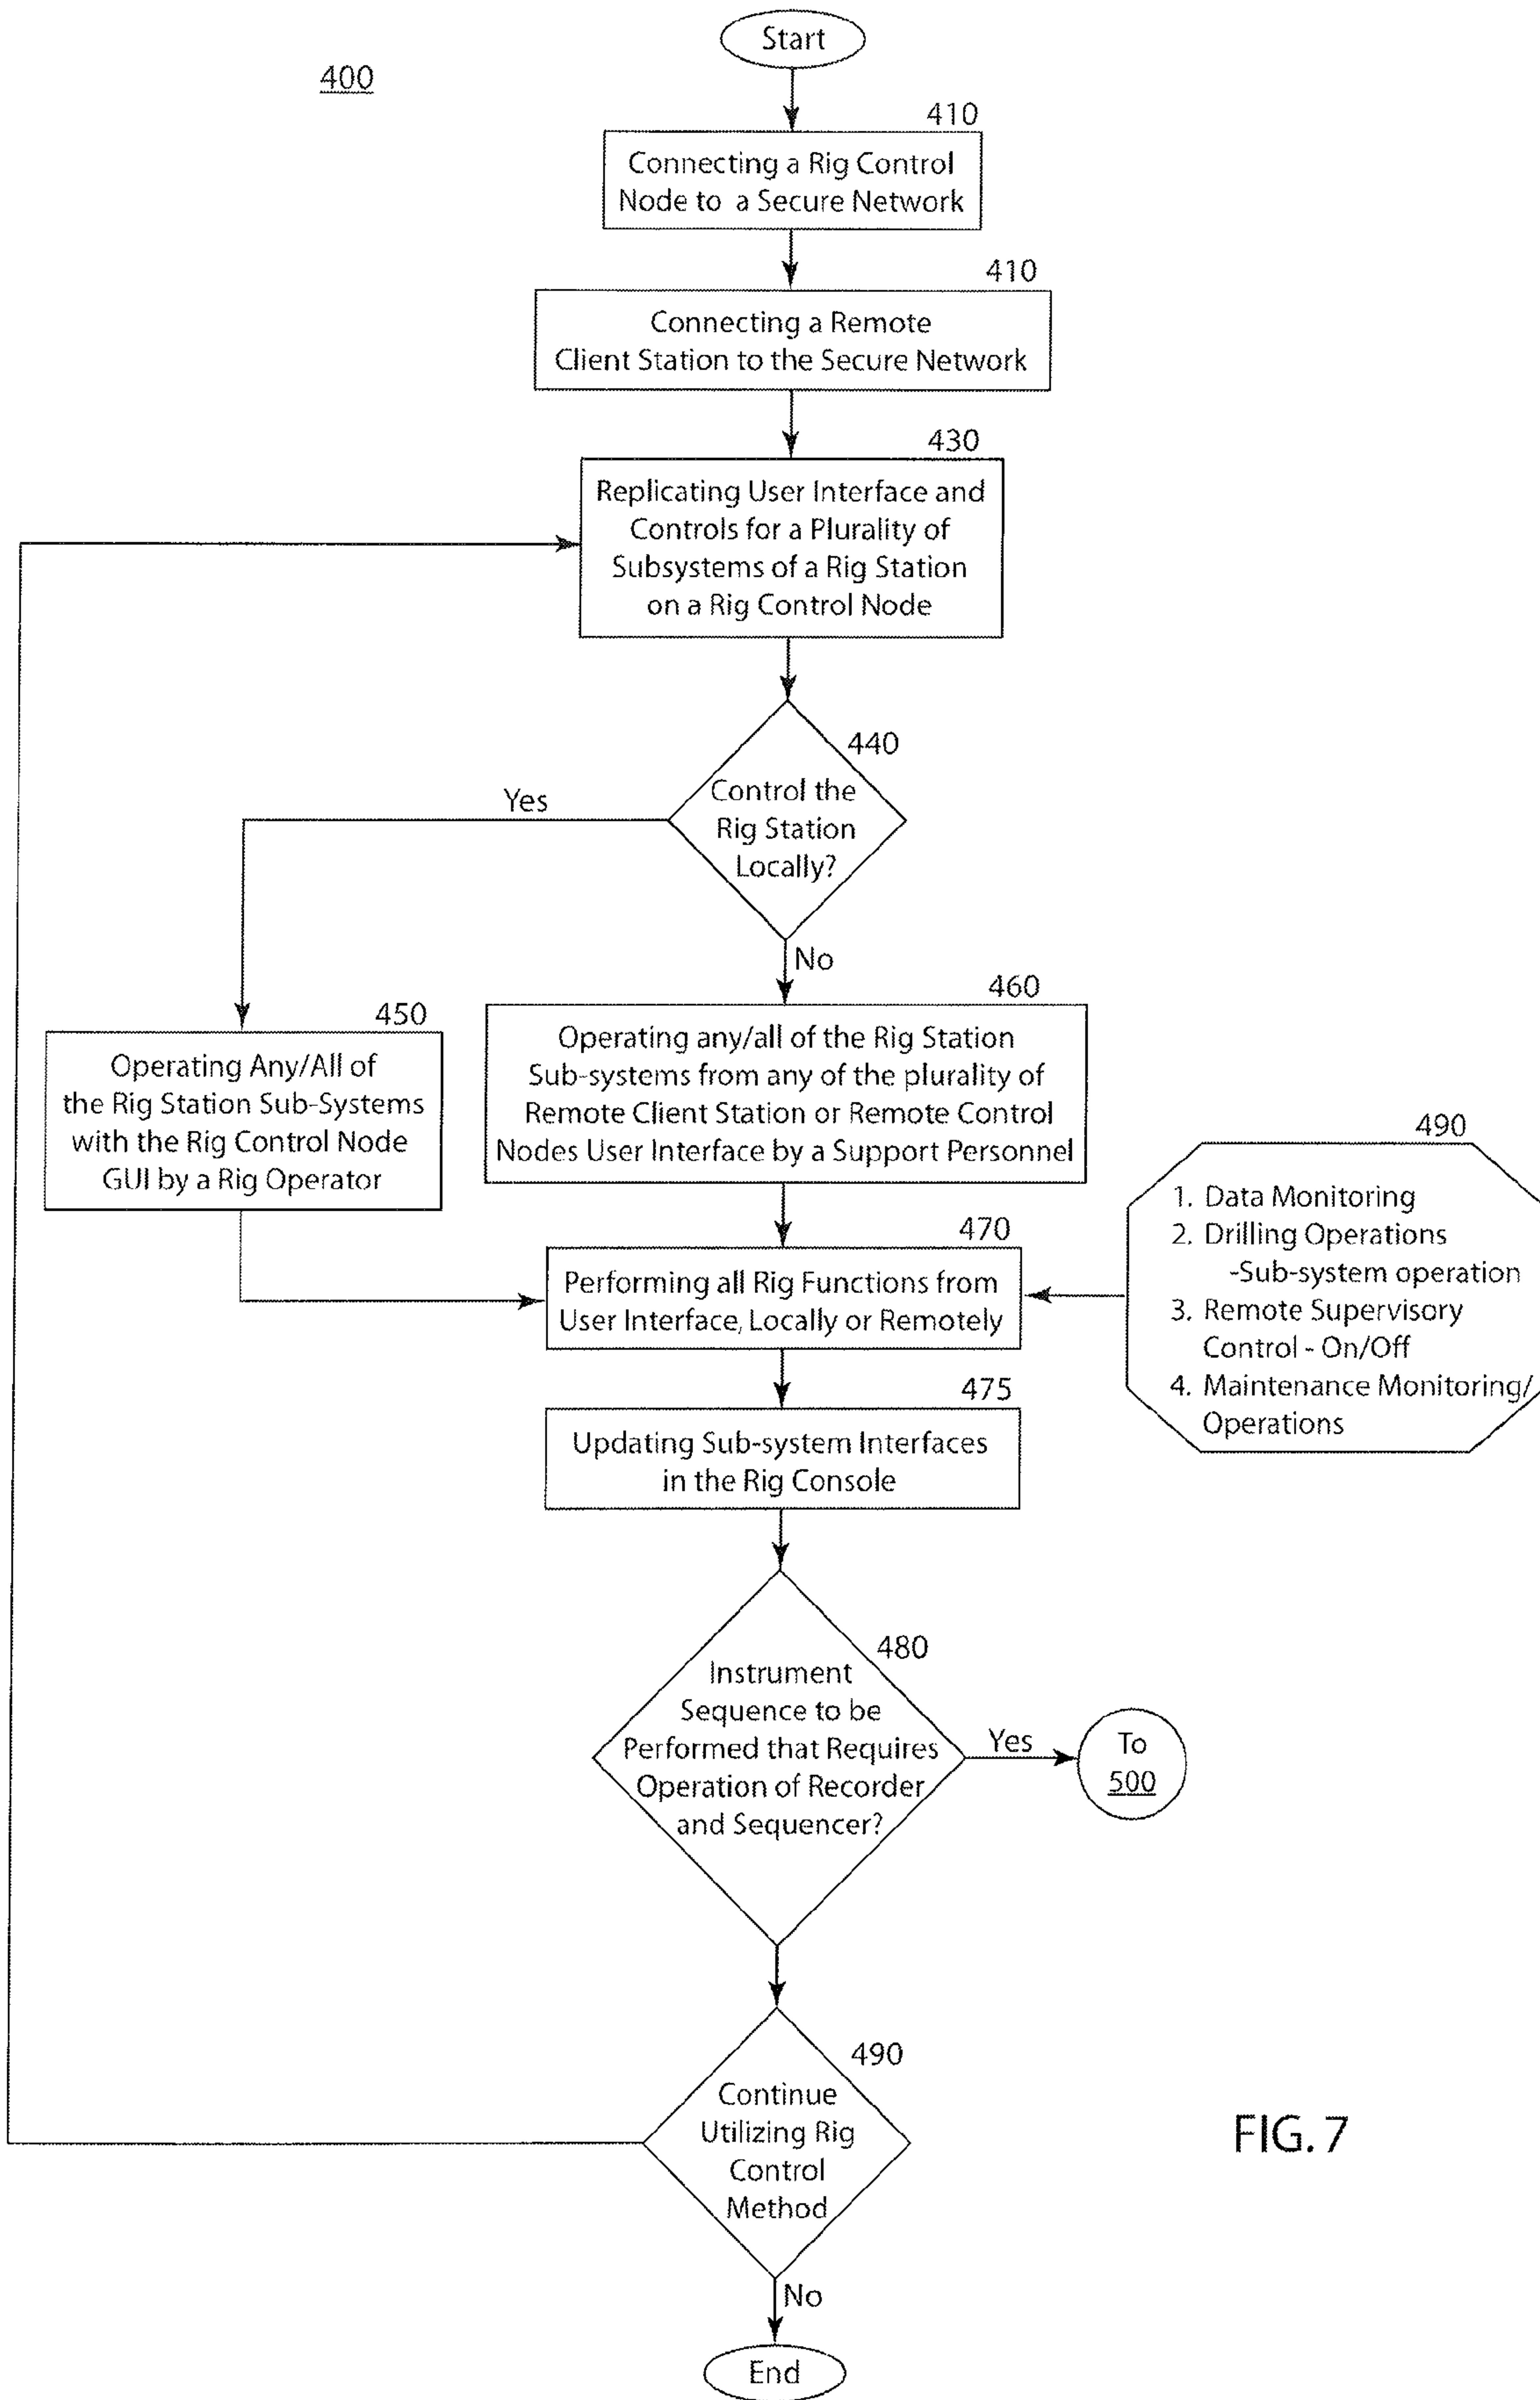 Start
400
410
Connecting a Rig Control
Node to a Secure Network
410
Connecting a Remote
Client Station to the Secure Network
430
Replicating User Interface and
Controls for a Plurality of
Subsystems of a Rig Station
on a Rig Control Node
440
Control the
Rig Station
Locally?
Yes
No
450
Operating Any/All of
the Rig Station Sub-Systems
with the Rig Control Node
GUI by a Rig Operator
460
Operating any/all of the Rig Station
Sub-systems from any of the plurality of
Remote Client Station or Remote Control
Nodes User Interface by a Support Personnel
490
1. Data Monitoring
2. Drilling Operations
-Sub-system operation
3. Remote Supervisory
Control - On/Off
4. Maintenance Monitoring/
Operations
470
Performing all Rig Functions from
User Interface, Locally or Remotely
475
Updating Sub-system Interfaces
in the Rig Console
480
Instrument
Sequence to be
Performed that Requires
Operation of Recorder
and Sequencer?
Yes
To
500
490
Continue
Utilizing Rig
Control
Method
No
End
FIG. 7